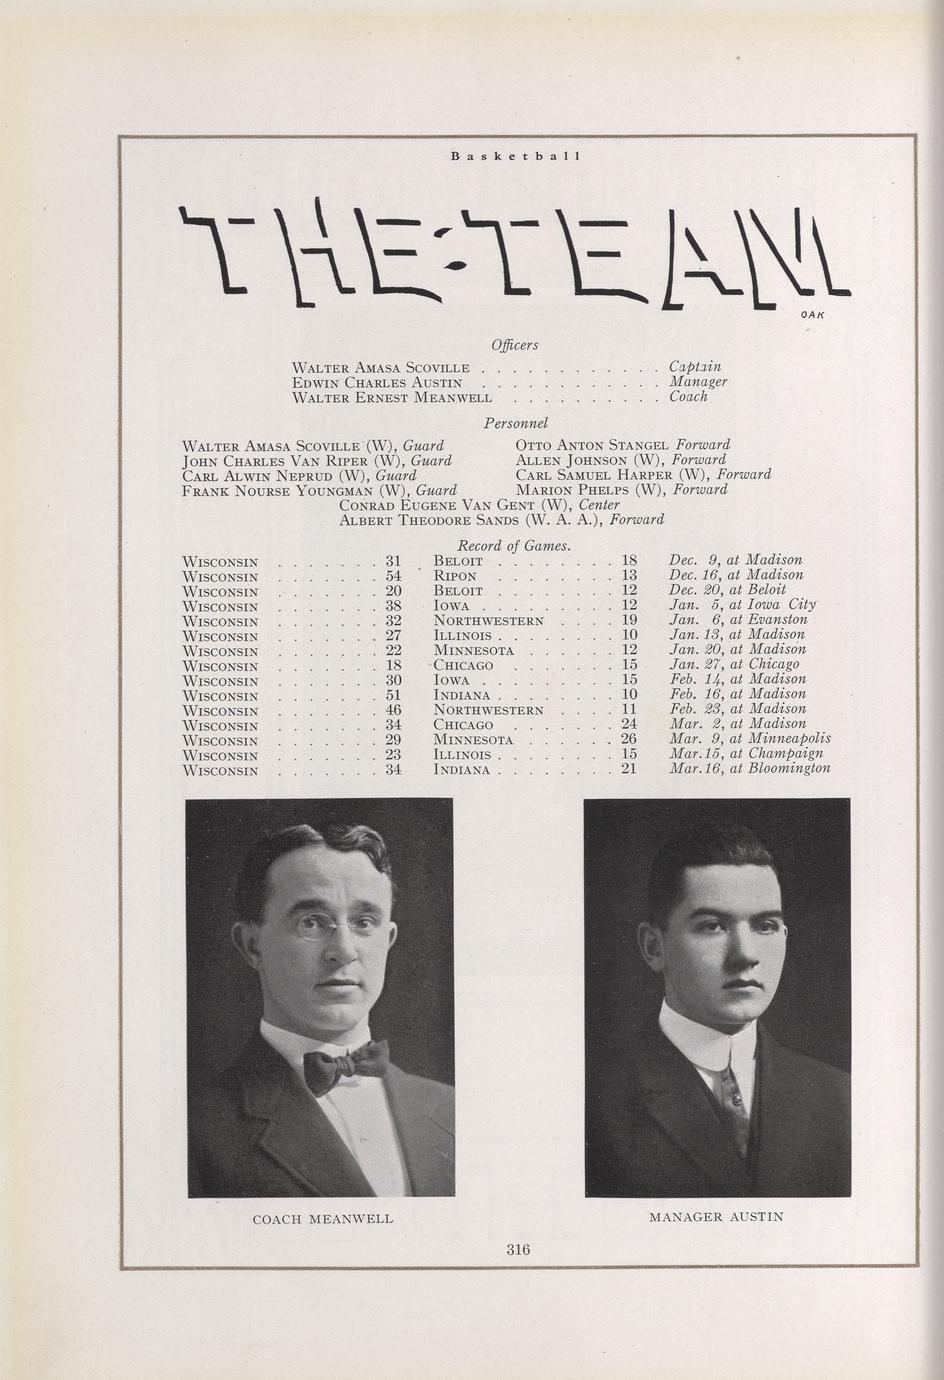 Basketball
THE:TEAM
OAK
Officers
WALTER AMASA SCOVILLE . . . . . . . . . . . . Captain
EDWIN CHARLES AUSTIN . . . . . . . . . . . . Manager
WALTER ERNEST MEANWELL . . . . . . . . . . Coach
Personnel
WALTER AMASA SCOVILLE (W), Guard OTTO ANTON STANGEL Forward
JOHN CHARLES VAN RIPER (W), Guard ALLEN JOHNSON (W), Forward
CARL ALWIN NEPRUD (W), Guard CARL SAMUEL HARPER (W), Forward
FRANK NOURSE YOUNGMAN (W), Guard MARION PHELPS (W), Forward
CONRAD EUGENE VAN GENT (W), Center
ALBERT THEODORE SANDS (W. A. A.), Forward
Record of Games.
WISCONSIN . . . . . . . 31 BELOIT . . . . . . . . 18 Dec. 9, at Madison
WISCONSIN . . . . . . . 54 RIPON . . . . . . . . 13 Dec. 16, at Madison
WISCONSIN . . . . . . . 20 BELOIT . . . . . . . . 12 Dec. 20, at Beloit
WISCONSIN . . . . . . . 38 IOWA . . . . . . . . . 12 Jan. 5, at Iowa City
WISCONSIN . . . . . . . 32 NORTHWESTERN . . . . 19 Jan. 6, at Evanston
WISCONSIN . . . . . . . 27 ILLINOIS . . . . . . . . 10 Jan. 13, at Madison
WISCONSIN . . . . . . . 22 MINNESOTA . . . . . . 12 Jan. 20, at Madison
WISCONSIN . . . . . . . 18 CHICAGO . . . . . . . 15 Jan. 27, at Chicago
WISCONSIN . . . . . . . 30 IOWA . . . . . . . . . 15 Feb. 14, at Madison
WISCONSIN . . . . . . . 51 INDIANA . . . . . . . . 10 Feb. 16, at Madison
WISCONSIN . . . . . . . 46 NORTHWESTERN . . . . 11 Feb. 23, at Madison
WISCONSIN . . . . . . . 34 CHICAGO . . . . . . . 24 Mar. 2, at Madison
WISCONSIN . . . . . . . 29 MINNESOTA . . . . . . 26 Mar. 9, at Minneapolis
WISCONSIN . . . . . . . 23 ILLINOIS . . . . . . . . 15 Mar. 15, at Champaign
WISCONSIN . . . . . . . 34 INDIANA . . . . . . . . 21 Mar. 16, at Bloomington
COACH MEANWELL MANAGER AUSTIN
316